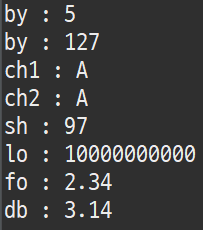 by : 5
by : 127
ch1 : A
ch2 : A
sh : 97
lo : 10000000000
fo : 2.34
db : 3.14